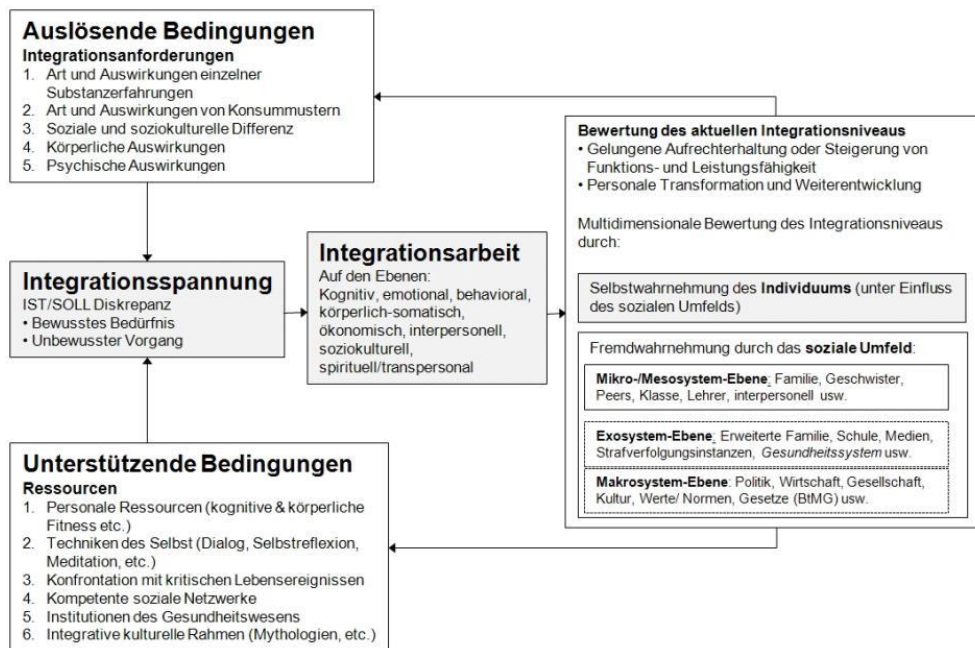 Auslösende Bedingungen
Integrationsanforderungen
1. Art und Auswirkungen einzelner
Substanzerfahrungen
2. Art und Auswirkungen von Konsummustern
3. Soziale und soziokulturelle Differenz
4. Körperliche Auswirkungen
5. Psychische Auswirkungen
Integrationsspannung
IST/SOLL Diskrepanz
• Bewusstes Bedürfnis
• Unbewusster Vorgang
Unterstützende Bedingungen
Ressourcen
1. Personale Ressourcen (kognitive & körperliche
Fitness etc.)
2. Techniken des Selbst (Dialog, Selbstreflexion,
Meditation, etc.)
3. Konfrontation mit kritischen Lebensereignissen
4. Kompetente soziale Netzwerke
5. Institutionen des Gesundheitswesens
6. Integrative kulturelle Rahmen (Mythologien, etc.)
Integrationsarbeit
Auf den Ebenen:
Kognitiv, emotional, behavioral,
körperlich-somatisch,
ökonomisch, interpersonell,
soziokulturell,
spirituell/transpersonal
Bewertung des aktuellen Integrationsniveaus
• Gelungene Aufrechterhaltung oder Steigerung von
Funktions- und Leistungsfähigkeit
• Personale Transformation und Weiterentwicklung
Multidimensionale Bewertung des Integrationsniveaus
durch:
Selbstwahrnehmung des Individuums (unter Einfluss
des sozialen Umfelds)
Fremdwahrnehmung durch das soziale Umfeld:
Mikro-/Mesosystem-Ebene: Familie, Geschwister,
Peers, Klasse, Lehrer, interpersonell usw.
Exosystem-Ebene: Erweiterte Familie, Schule, Medien,
Strafverfolgungsinstanzen, Gesundheitssystem usw.
Makrosystem-Ebene: Politik, Wirtschaft, Gesellschaft,
Kultur, Werte/ Normen, Gesetze (BtMG) usw.